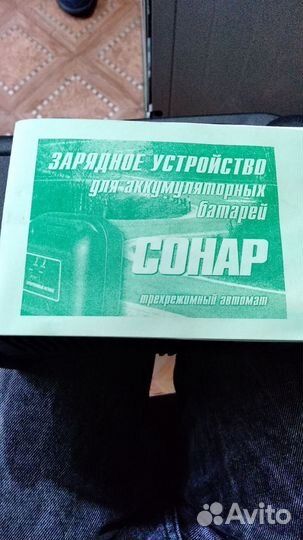 ЗАРЯДНОЕ УСТРОЙСТВО
для аккумуляторных
батарей
СОНАР
трехрежимный автомат
Avito